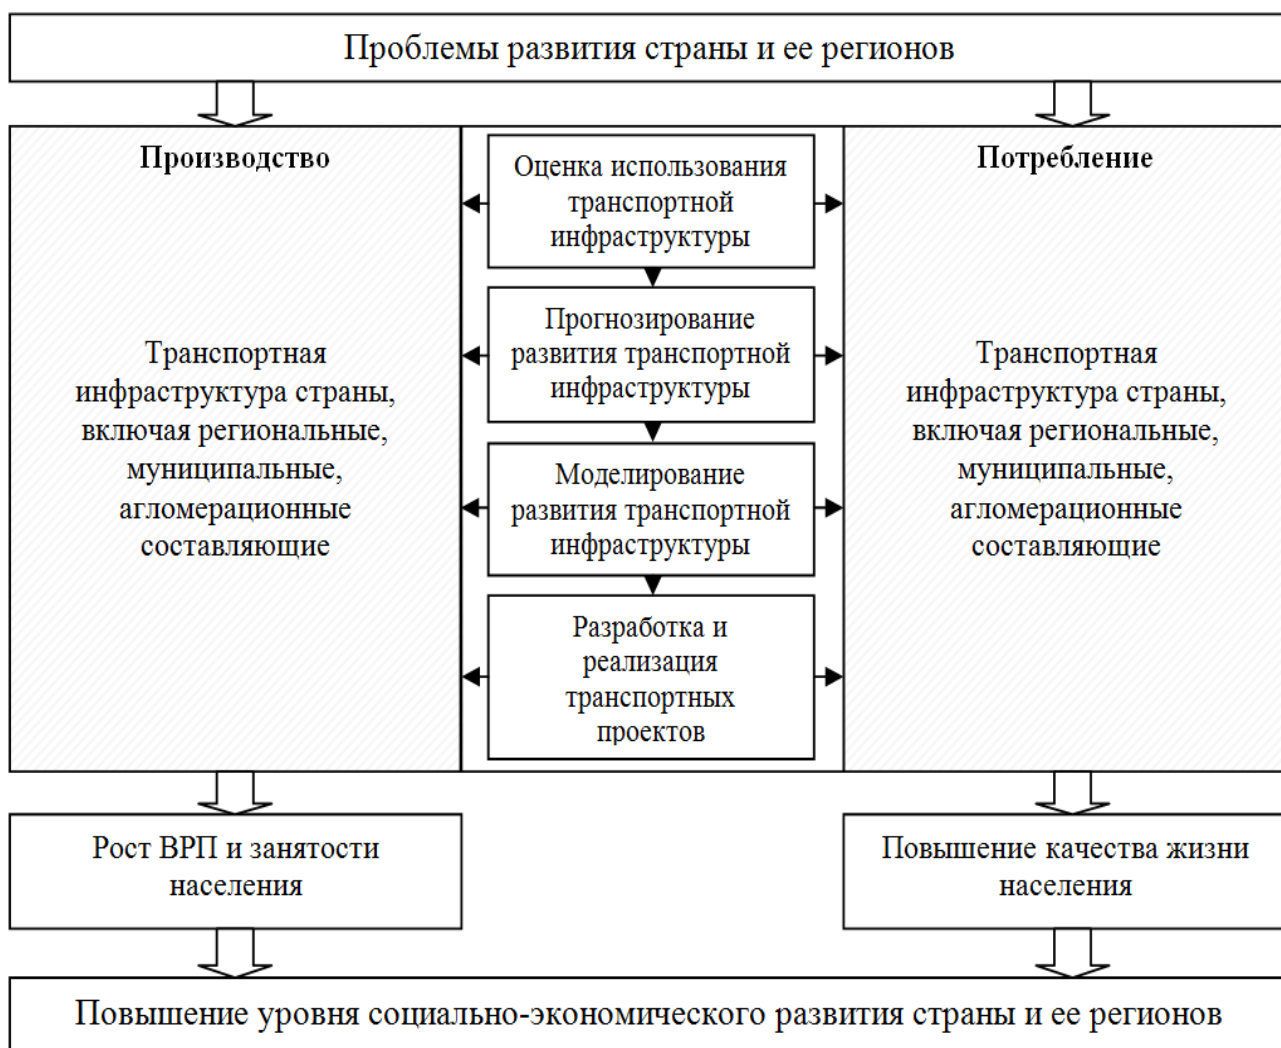 Проблемы развития страны и ее регионов
Производство
Транспортная
инфраструктура страны,
включая региональные,
муниципальные,
агломерационные
составляющие
Оценка использования
транспортной
инфраструктуры
Прогнозирование
развития транспортной
инфраструктуры
Моделирование
развития транспортной
инфраструктуры
Разработка и
реализация
транспортных
проектов
Потребление
Транспортная
инфраструктура страны,
включая региональные,
муниципальные,
агломерационные
составляющие
Рост ВРП и занятости
населения
Повышение качества жизни
населения
Повышение уровня социально-экономического развития страны и ее регионов